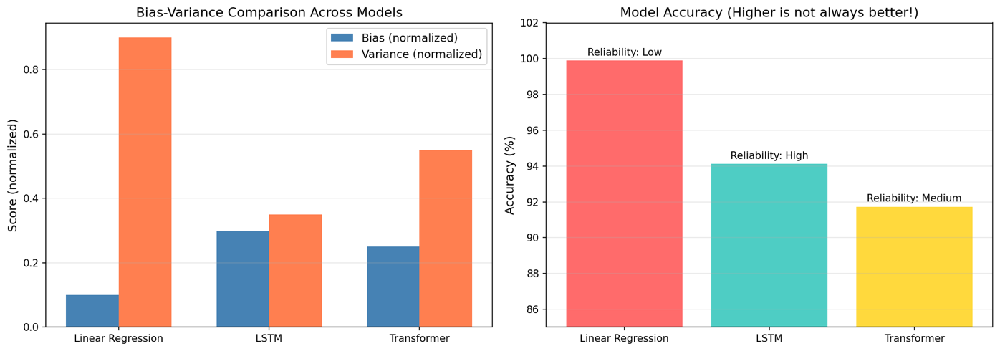 Bias-Variance Comparison Across Models
Bias (normalized)
Variance (normalized)
Score (normalized)
0.8
0.6
0.4
0.2
0.0
Linear Regression
LSTM
Transformer
Model Accuracy (Higher is not always better!)
Accuracy (%)
102
100
98
96
94
92
90
88
86
Reliability: Low
Reliability: High
Reliability: Medium
Linear Regression
LSTM
Transformer